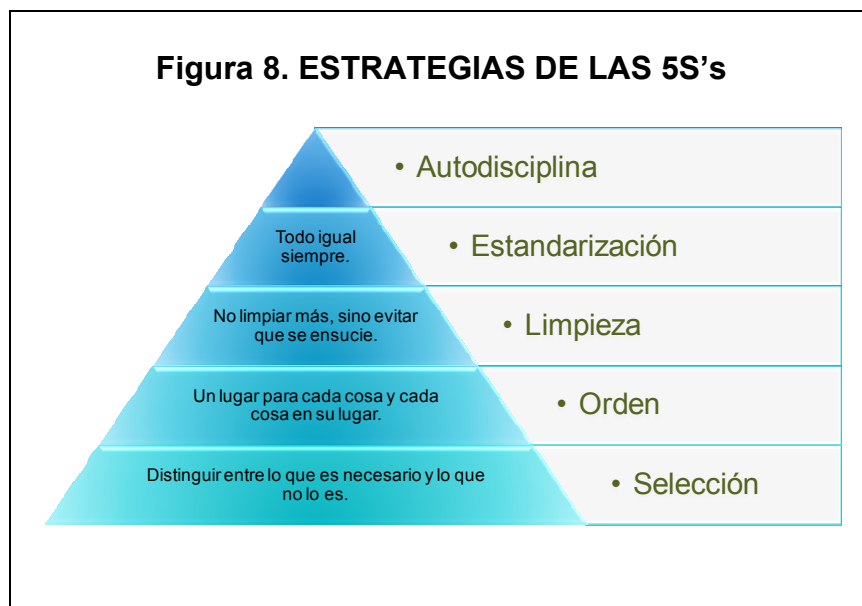 Figura 8. ESTRATEGIAS DE LAS 5S’s
• Autodisciplina
Todo igual
siempre.
• Estandarización
No limpiar más, sino evitar
que se ensucie.
• Limpieza
Un lugar para cada cosa y cada
cosa en su lugar.
• Orden
Distinguir entre lo que es necesario y lo que
no lo es.
• Selección